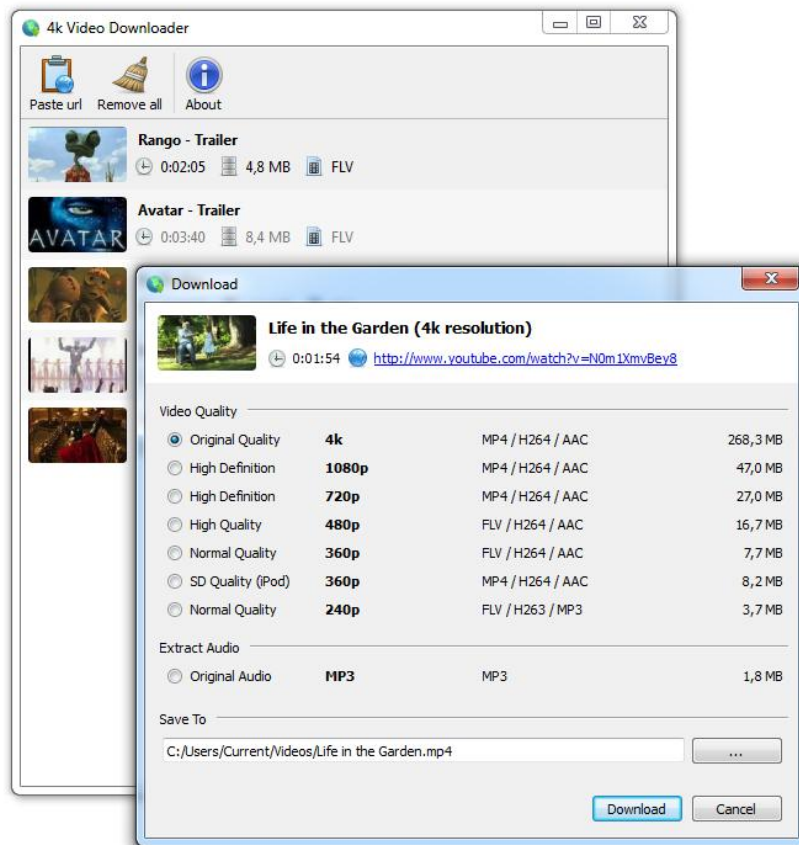 4k Video Downloader
Paste url Remove all About
Rango - Trailer
0:02:05 4,8 MB FLV
Avatar - Trailer
AVATAR
0:03:40 8,4 MB FLV
Download
Life in the Garden (4k resolution)
0:01:54 http://www.youtube.com/watch?v=N0m1XmvBey8
Video Quality
Original Quality 4k MP4 / H264 / AAC 268,3 MB
High Definition 1080p MP4 / H264 / AAC 47,0 MB
High Definition 720p MP4 / H264 / AAC 27,0 MB
High Quality 480p FLV / H264 / AAC 16,7 MB
Normal Quality 360p FLV / H264 / AAC 7,7 MB
SD Quality (iPod) 360p MP4 / H264 / AAC 8,2 MB
Normal Quality 240p FLV / H263 / MP3 3,7 MB
Extract Audio
Original Audio MP3 MP3 1,8 MB
Save To
C:/Users/Current/Videos/Life in the Garden.mp4 ...
Download Cancel